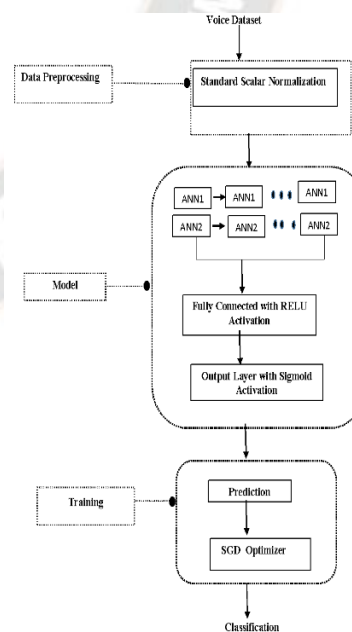 Voice Dataset
Data Preprocessing
Standard Scalar Normalization
ANN1 ANN1 ANN1
ANN2 ANN2 ANN2
Model
Fully Connected with RELU
Activation
Output Layer with Sigmoid
Activation
Training
Prediction
SGD Optimizer
Classification